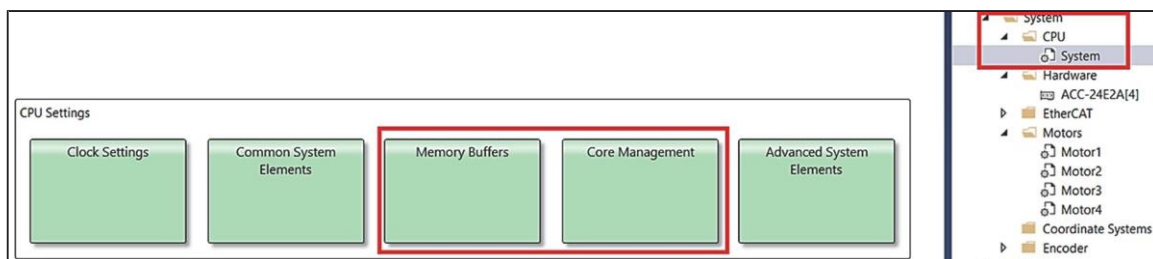 CPU Settings
Clock Settings
Common System
Elements
Memory Buffers
Core Management
Advanced System
Elements
System
CPU
System
Hardware
ACC-24E2A[4]
EtherCAT
Motors
Motor1
Motor2
Motor3
Motor4
Coordinate Systems
Encoder